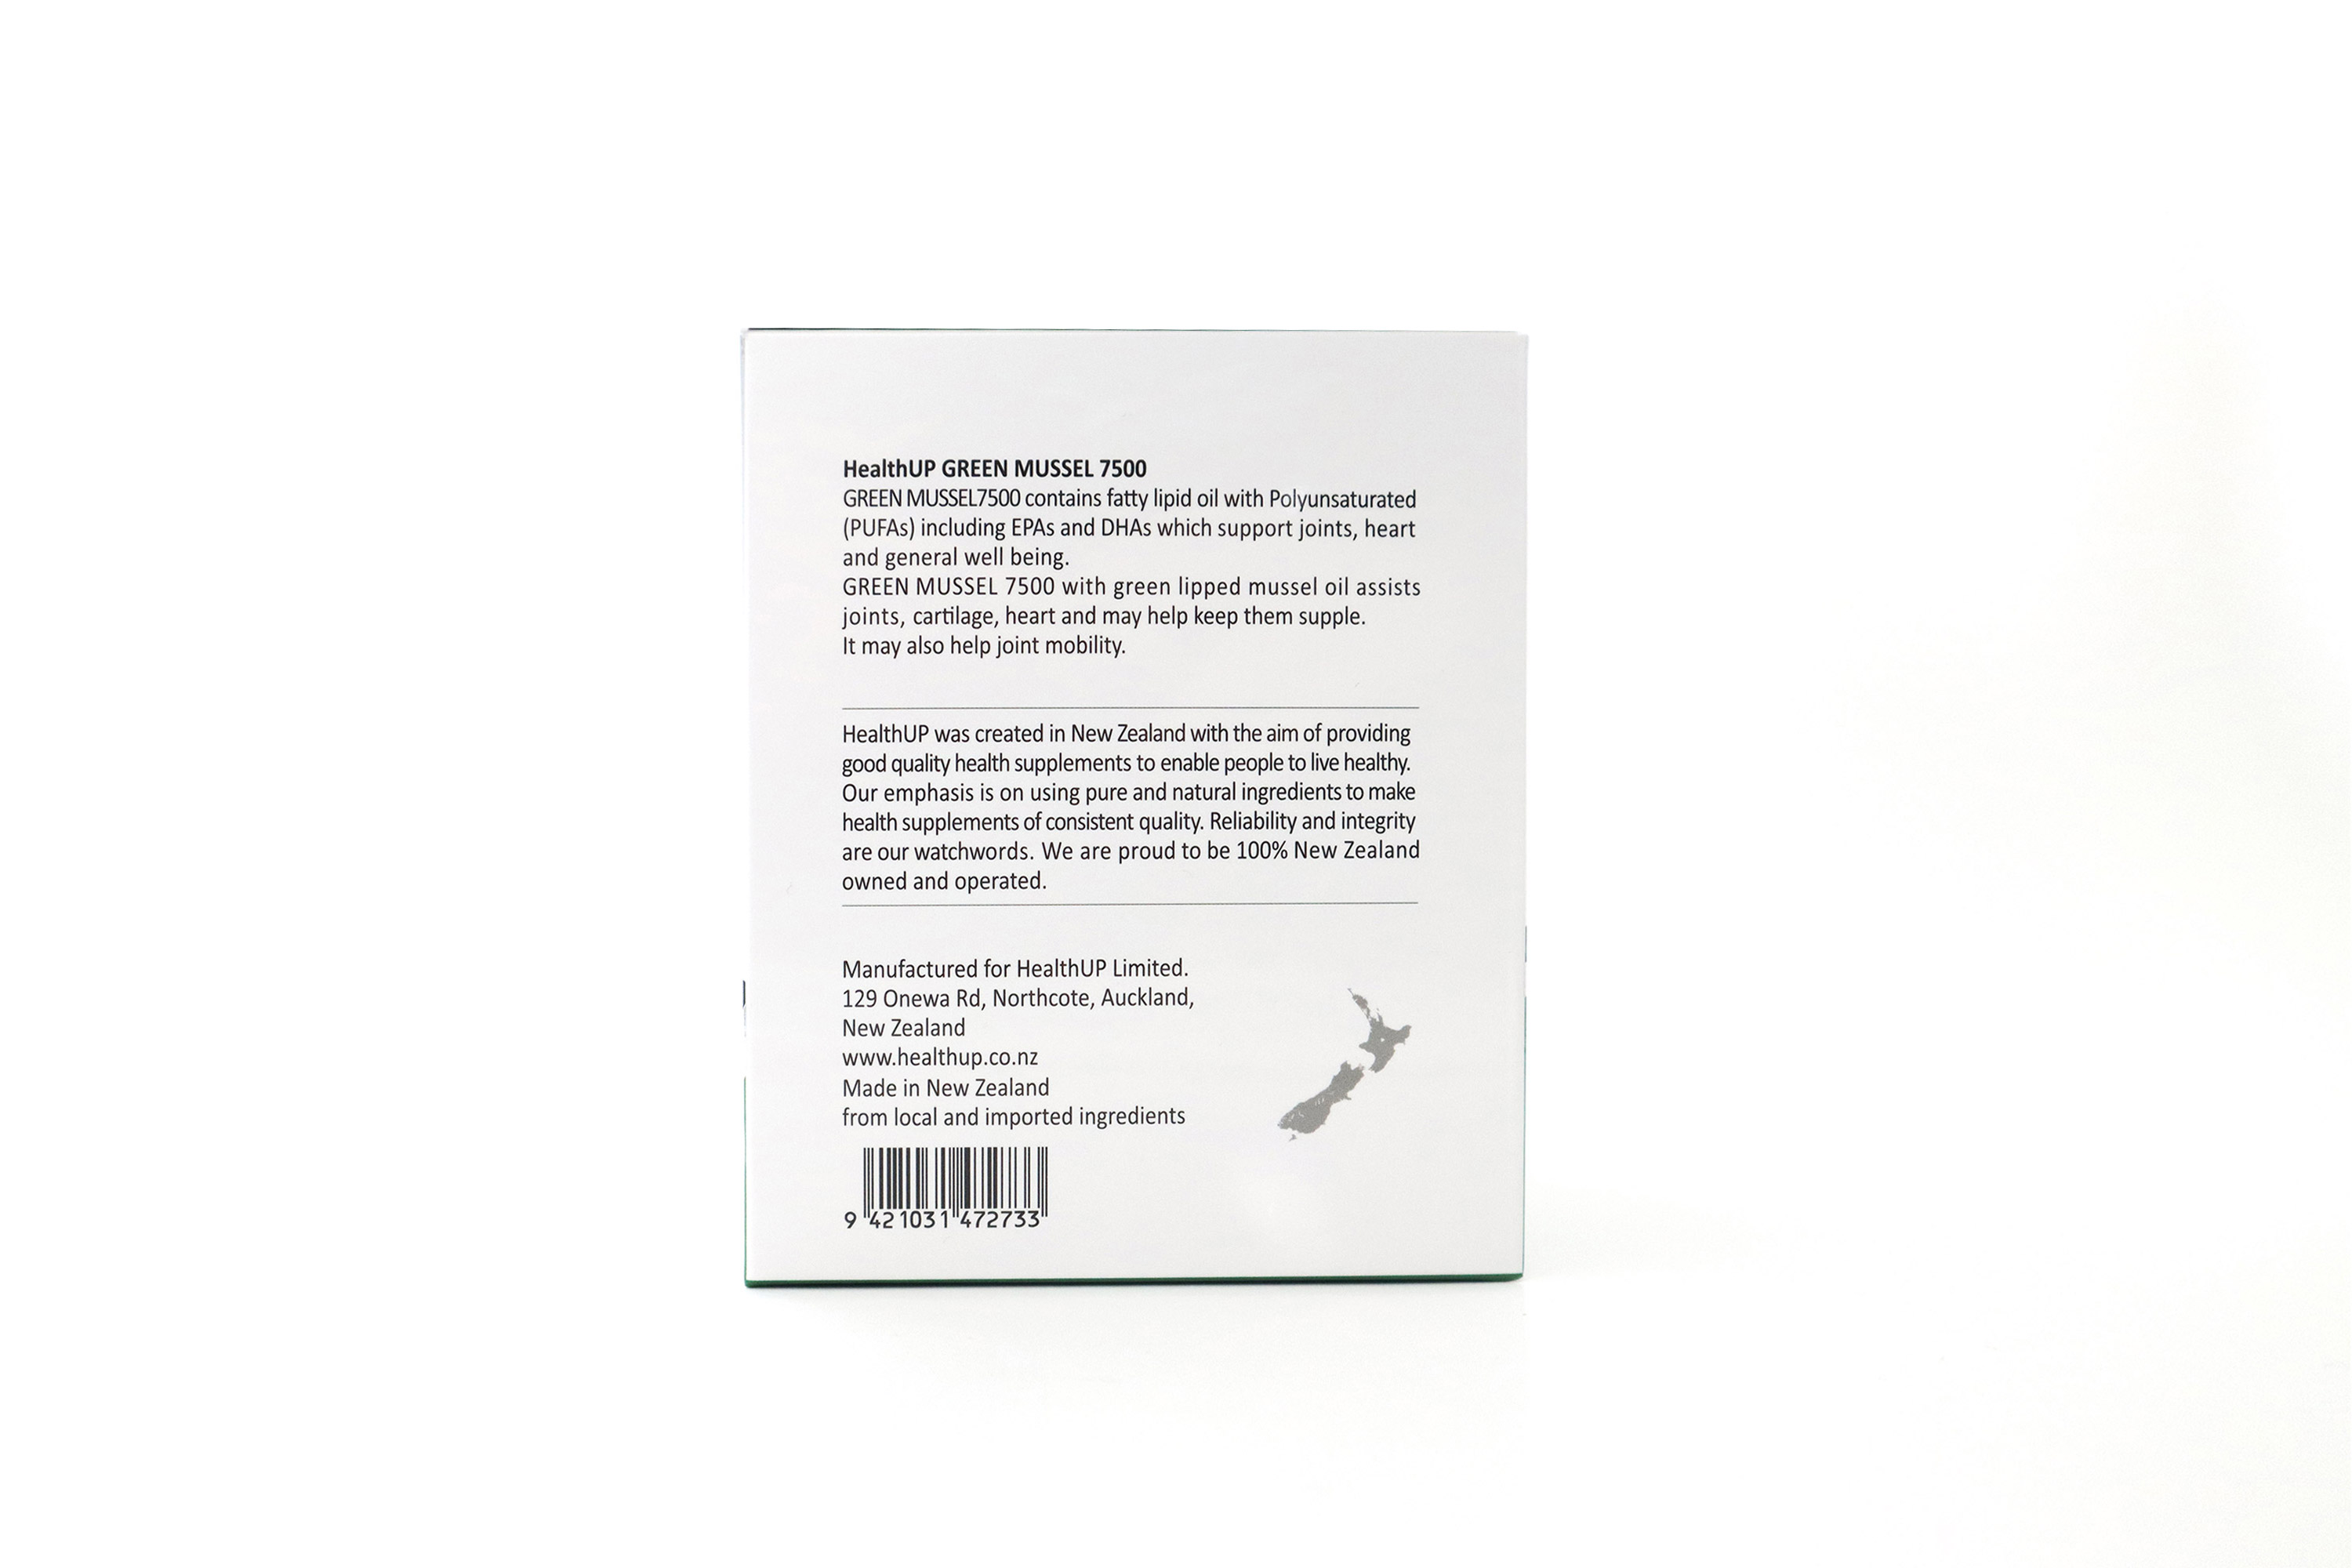 HealthUP GREEN MUSSEL 7500
GREEN MUSSEL7500 contains fatty lipid oil with Polyunsaturated
(PUFAs) including EPAs and DHAs which support joints, heart
and general well being.
GREEN MUSSEL 7500 with green lipped mussel oil assists
joints, cartilage, heart and may help keep them supple.
It may also help joint mobility.
HealthUP was created in New Zealand with the aim of providing
good quality health supplements to enable people to live healthy.
Our emphasis is on using pure and natural ingredients to make
health supplements of consistent quality. Reliability and integrity
are our watchwords. We are proud to be 100% New Zealand
owned and operated.
Manufactured for HealthUP Limited.
129 Onewa Rd, Northcote, Auckland,
New Zealand
www.healthup.co.nz
Made in New Zealand
from local and imported ingredients
9 421031 472733